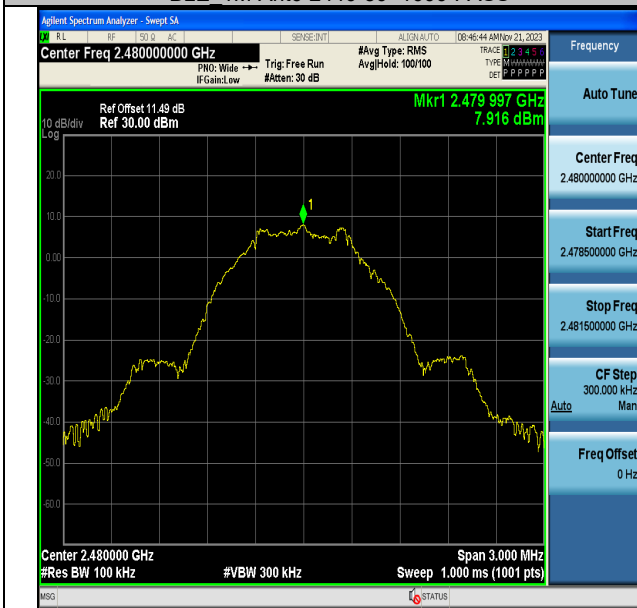 Agilent Spectrum Analyzer - Swept SA
LXI RL RF 50 Ω AC SENSE:INT ALIGN AUTO 08:46:44 AM Nov 21, 2023
Center Freq 2.480000000 GHz
#Avg Type: RMS
TRACE 1 2 3 4 5 6
PNO: Wide
Trig: Free Run
Avg|Hold: 100/100
TYPE M
IFGain:Low
#Atten: 30 dB
DET P P P P P P
Ref Offset 11.49 dB
Mkr1 2.479 997 GHz
10 dB/div Ref 30.00 dBm
7.916 dBm
Log
20.0
10.0
1
0.00
-10.0
-20.0
-30.0
-40.0
-50.0
-60.0
Center 2.480000 GHz
Span 3.000 MHz
#Res BW 100 kHz
#VBW 300 kHz
Sweep 1.000 ms (1001 pts)
MSG
STATUS
Frequency
Auto Tune
Center Freq
2.480000000 GHz
Start Freq
2.478500000 GHz
Stop Freq
2.481500000 GHz
CF Step
300.000 kHz
Auto Man
Freq Offset
0 Hz